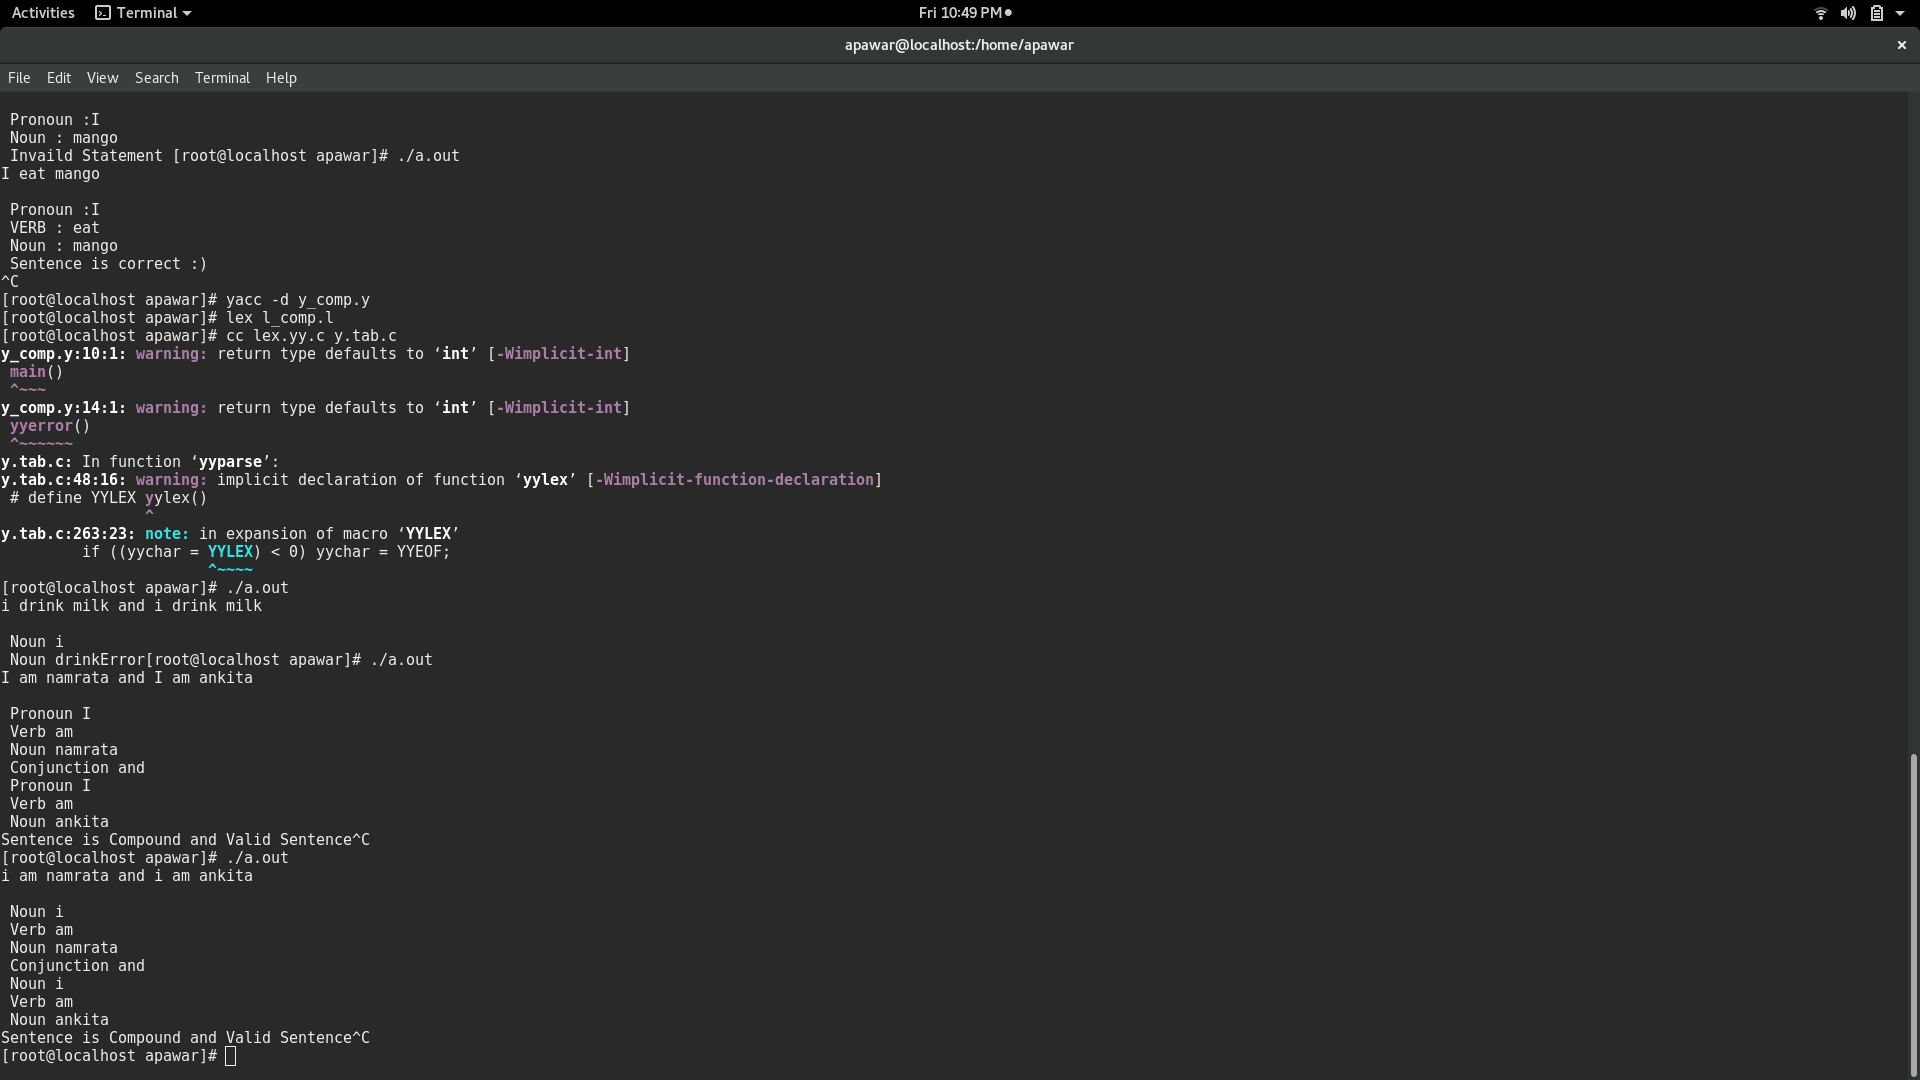 Activities Terminal Fri 10:49 PM
apawar@localhost:/home/apawar
File Edit View Search Terminal Help
Pronoun :I
Noun : mango
Invaild Statement [root@localhost apawar]# ./a.out
I eat mango
Pronoun :I
VERB : eat
Noun : mango
Sentence is correct :)
^C
[root@localhost apawar]# yacc -d y_comp.y
[root@localhost apawar]# lex l_comp.l
[root@localhost apawar]# cc lex.yy.c y.tab.c
y_comp.y:10:1: warning: return type defaults to ‘int’ [-Wimplicit-int]
main()
^~~~
y_comp.y:14:1: warning: return type defaults to ‘int’ [-Wimplicit-int]
yyerror()
^~~~~~~
y.tab.c: In function ‘yyparse’:
y.tab.c:48:16: warning: implicit declaration of function ‘yylex’ [-Wimplicit-function-declaration]
# define YYLEX yylex()
^
y.tab.c:263:23: note: in expansion of macro ‘YYLEX’
if ((yychar = YYLEX) < 0) yychar = YYEOF;
^~~~~
[root@localhost apawar]# ./a.out
i drink milk and i drink milk
Noun i
Noun drinkError[root@localhost apawar]# ./a.out
I am namrata and I am ankita
Pronoun I
Verb am
Noun namrata
Conjunction and
Pronoun I
Verb am
Noun ankita
Sentence is Compound and Valid Sentence^C
[root@localhost apawar]# ./a.out
i am namrata and i am ankita
Noun i
Verb am
Noun namrata
Conjunction and
Noun i
Verb am
Noun ankita
Sentence is Compound and Valid Sentence^C
[root@localhost apawar]#